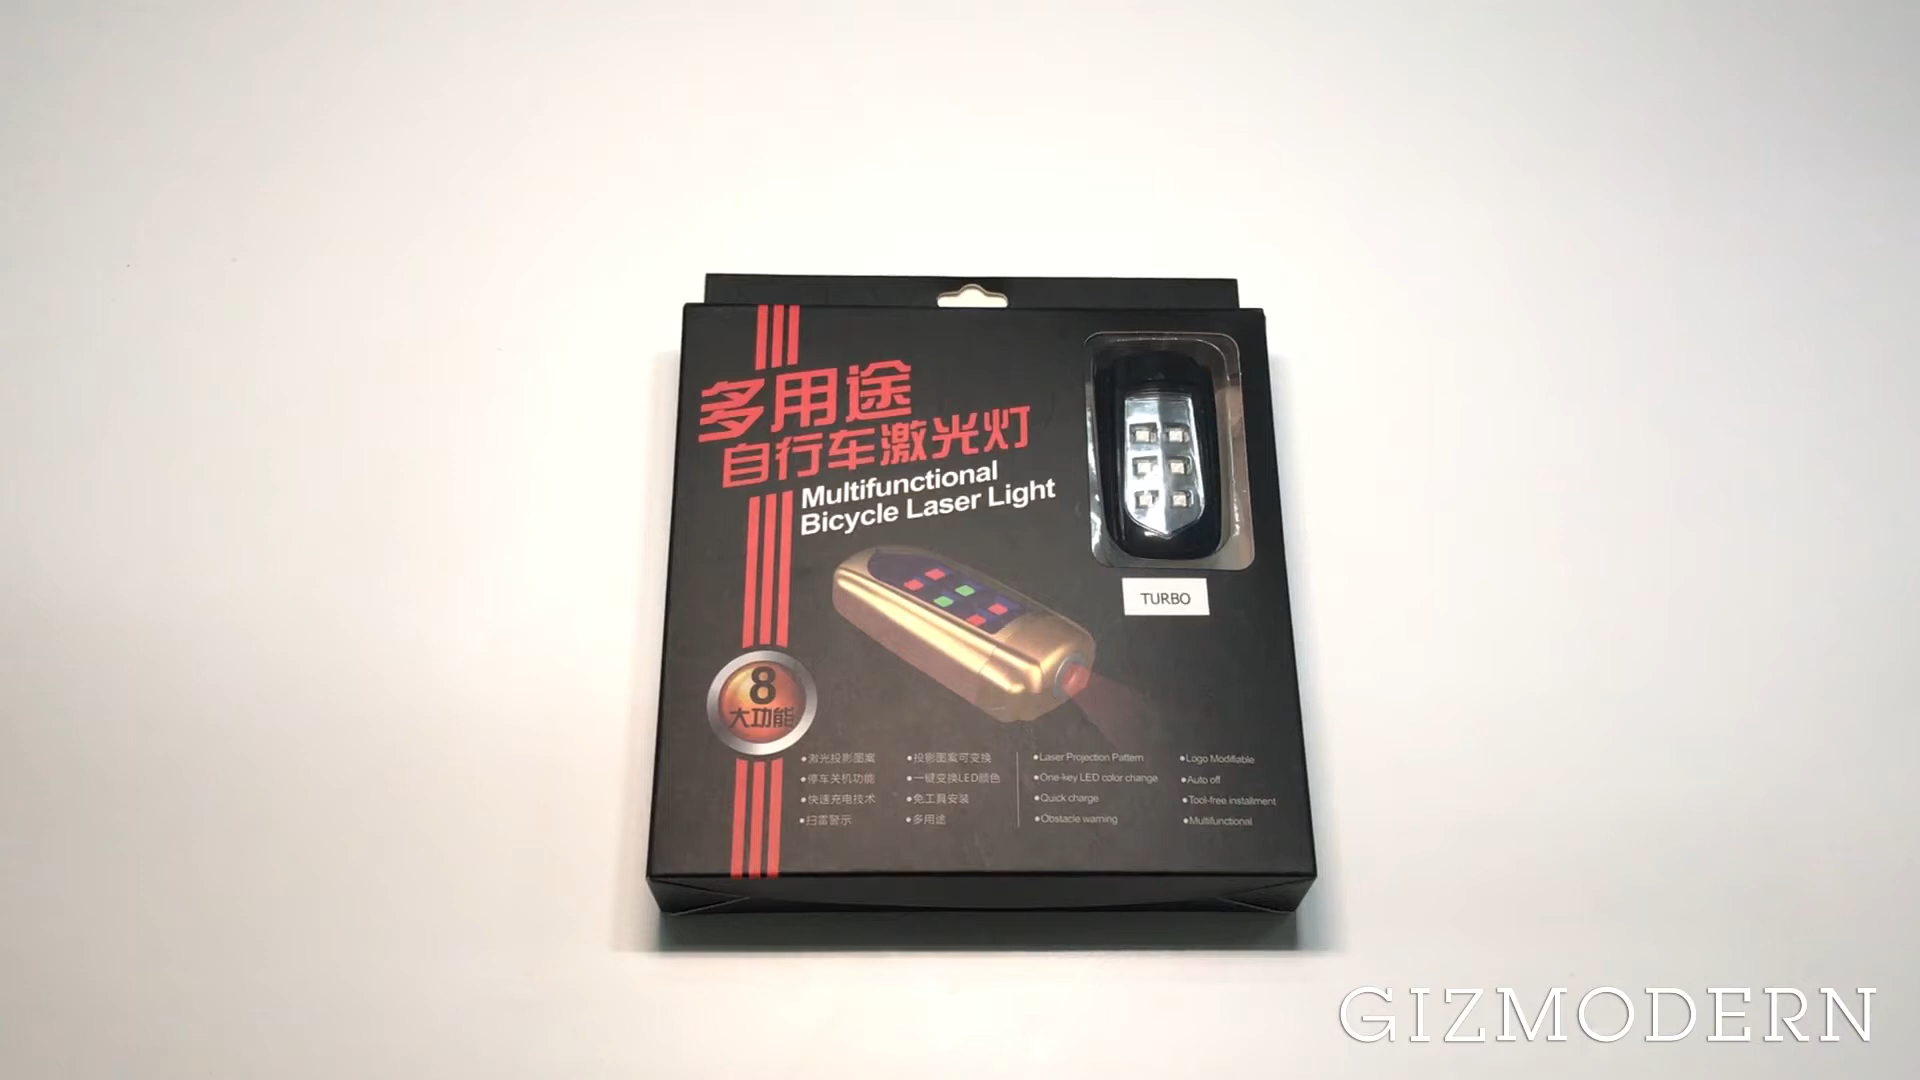 多用途
自行车激光灯
Multifunctional
Bicycle Laser Light
TURBO
8
大功能
•激光投影图案
•停车关机功能
•快速充电技术
•扫雷警示
•投影图案可变换
•一键变换LED颜色
•免工具安装
•多用途
•Laser Projection Pattern
•One-key LED color change
•Quick charge
•Obstacle warning
•Logo Modifiable
•Auto off
•Tool-free installment
•Multifunctional
GIZMODERN